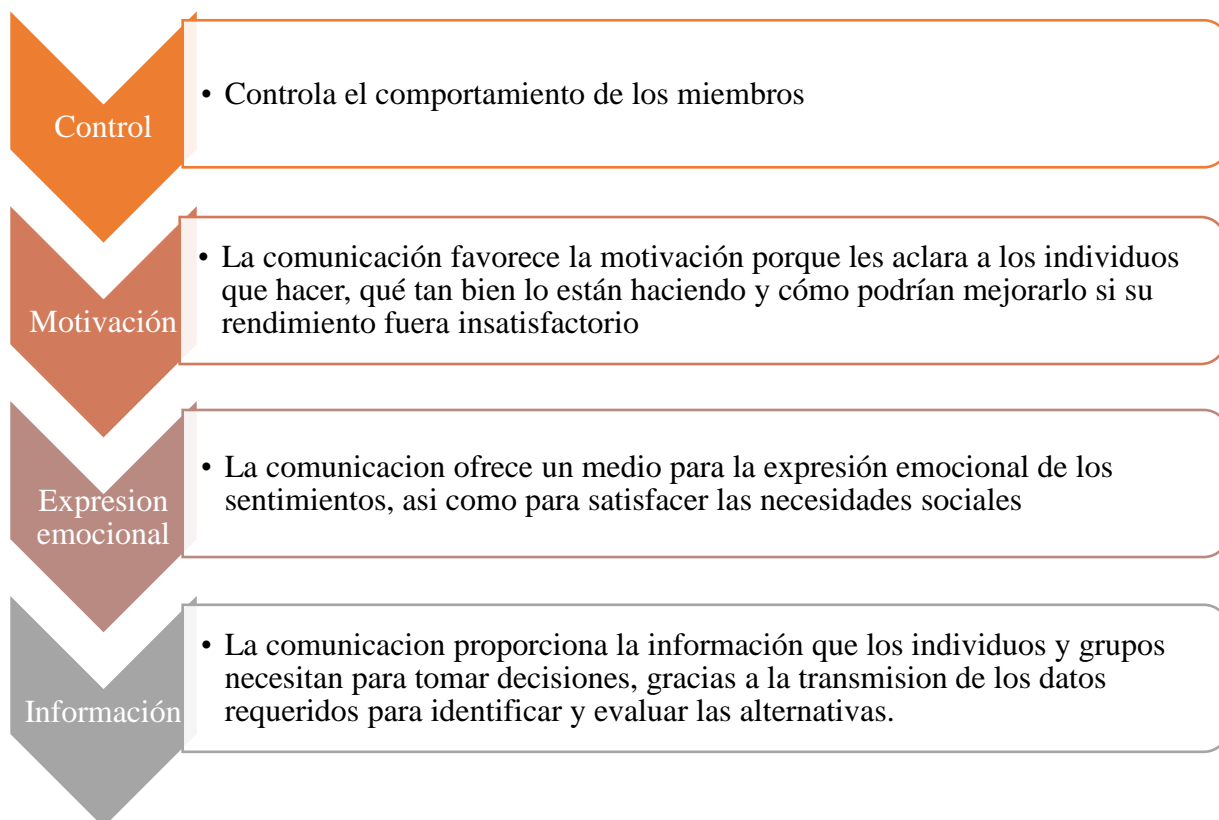 Control
• Controla el comportamiento de los miembros
Motivación
• La comunicación favorece la motivación porque les aclara a los individuos
que hacer, qué tan bien lo están haciendo y cómo podrían mejorarlo si su
rendimiento fuera insatisfactorio
Expresion
emocional
• La comunicacion ofrece un medio para la expresión emocional de los
sentimientos, asi como para satisfacer las necesidades sociales
Información
• La comunicacion proporciona la información que los individuos y grupos
necesitan para tomar decisiones, gracias a la transmision de los datos
requeridos para identificar y evaluar las alternativas.